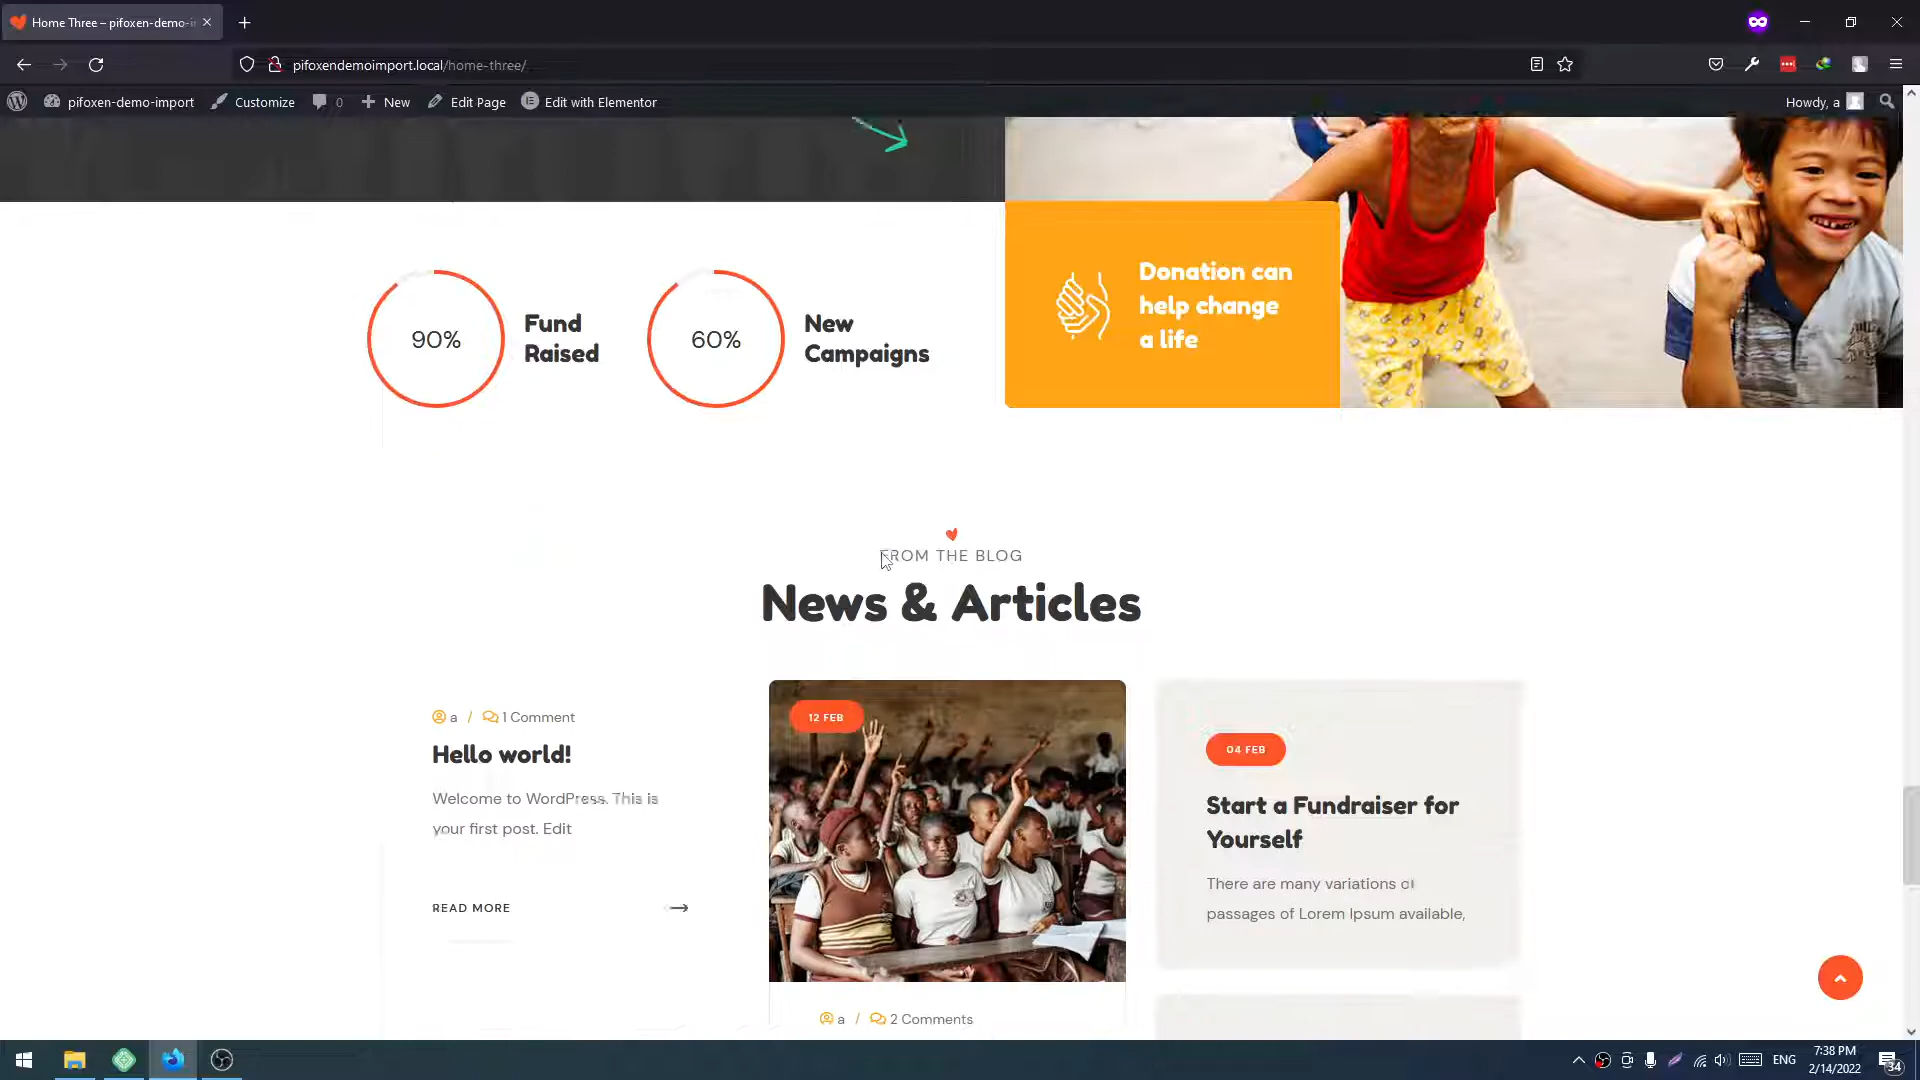 Home Three – pifoxen-demo-i
pifoxendemoimport.local/home-three/
pifoxen-demo-import
Customize
0
New
Edit Page
Edit with Elementor
Howdy, a
90%
Fund
Raised
60%
New
Campaigns
Donation can
help change
a life
FROM THE BLOG
News & Articles
a / 1 Comment
Hello world!
Welcome to WordPress. This is
your first post. Edit
READ MORE
12 FEB
a / 2 Comments
04 FEB
Start a Fundraiser for
Yourself
There are many variations of
passages of Lorem Ipsum available,
ENG
7:38 PM
2/14/2022
34